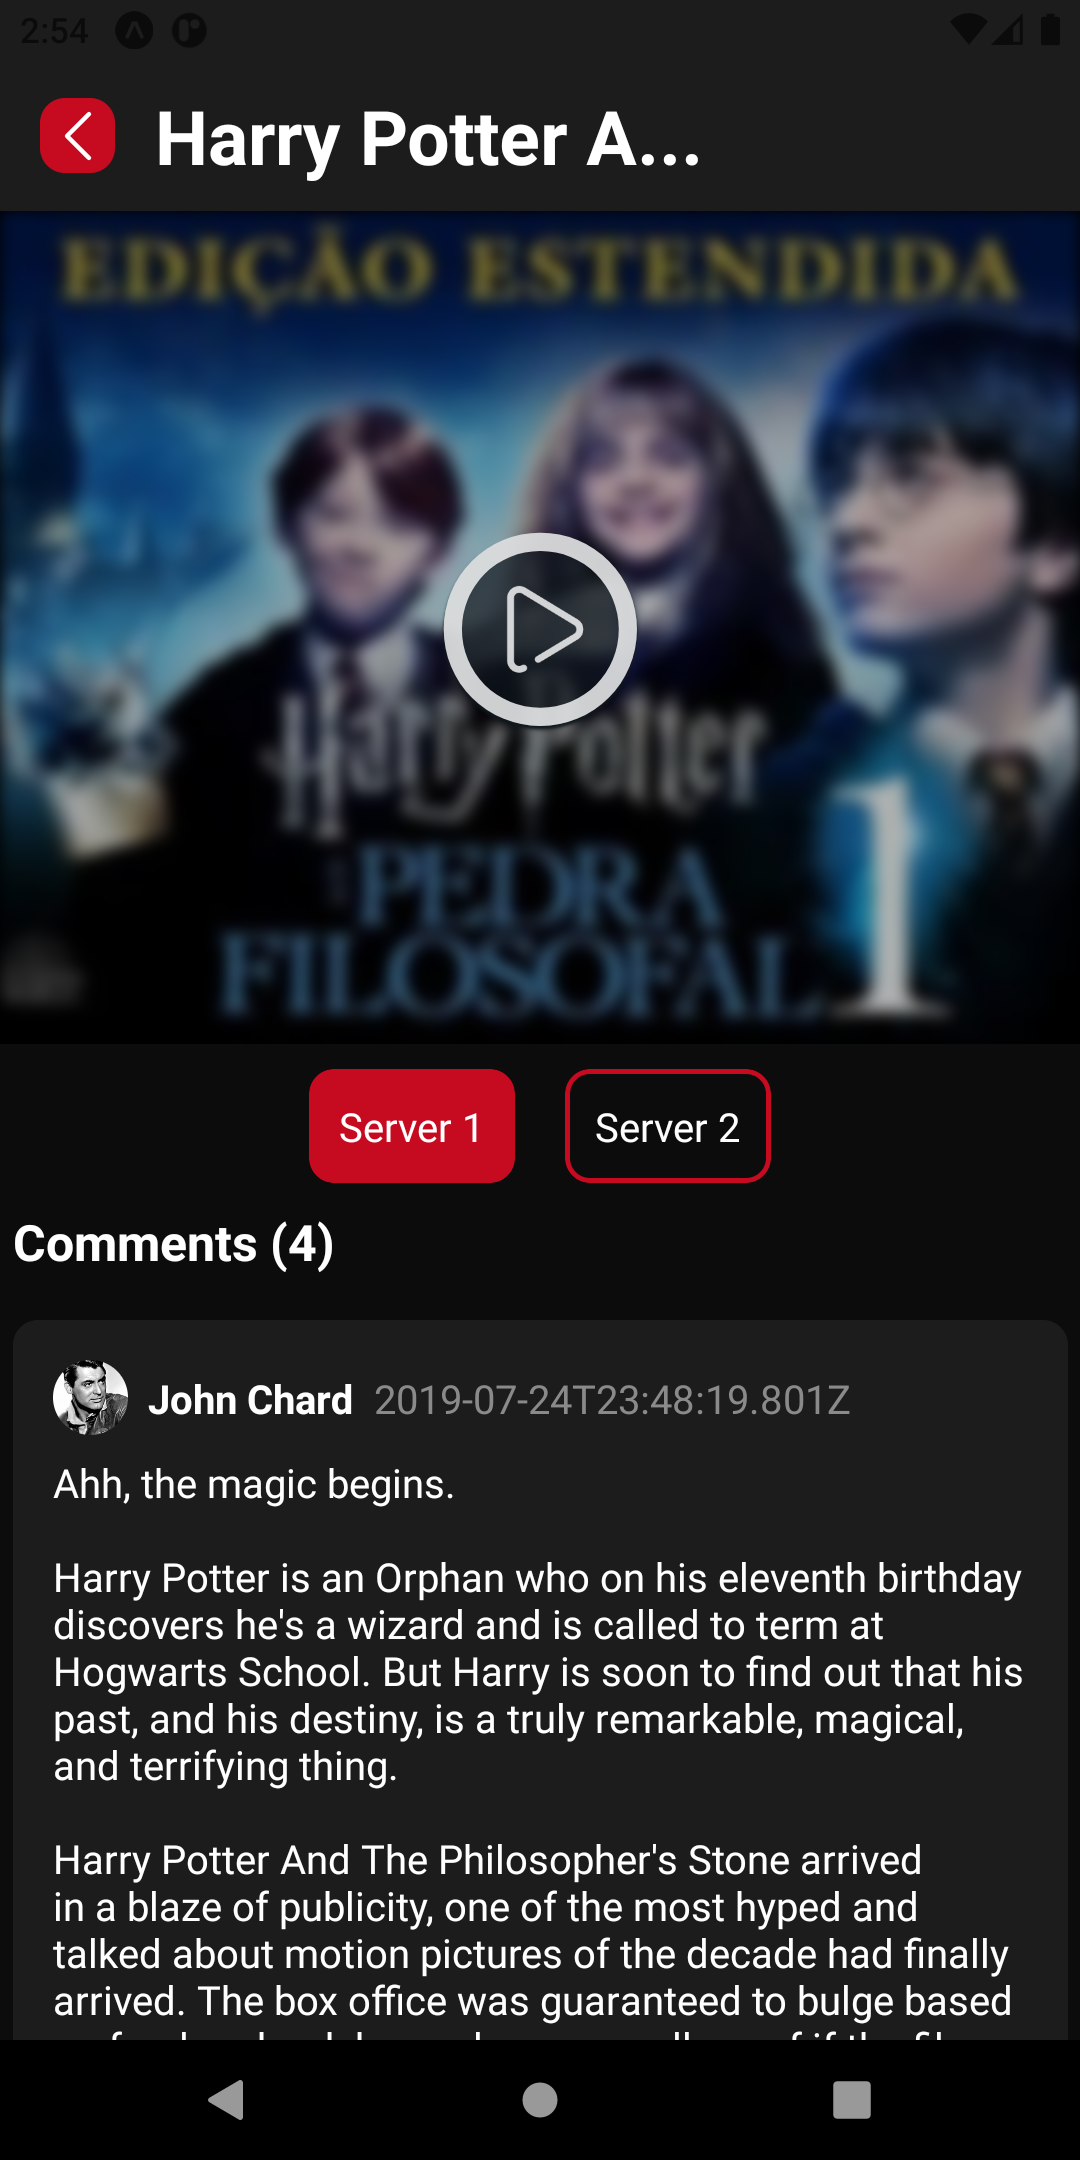 2:54
Harry Potter A...
EDIÇÃO ESTENDIDA
Harry Potter
PEDRA
FILOSOFAL 1
Server 1
Server 2
Comments (4)
John Chard 2019-07-24T23:48:19.801Z
Ahh, the magic begins.
Harry Potter is an Orphan who on his eleventh birthday
discovers he's a wizard and is called to term at
Hogwarts School. But Harry is soon to find out that his
past, and his destiny, is a truly remarkable, magical,
and terrifying thing.
Harry Potter And The Philosopher's Stone arrived
in a blaze of publicity, one of the most hyped and
talked about motion pictures of the decade had finally
arrived. The box office was guaranteed to bulge based